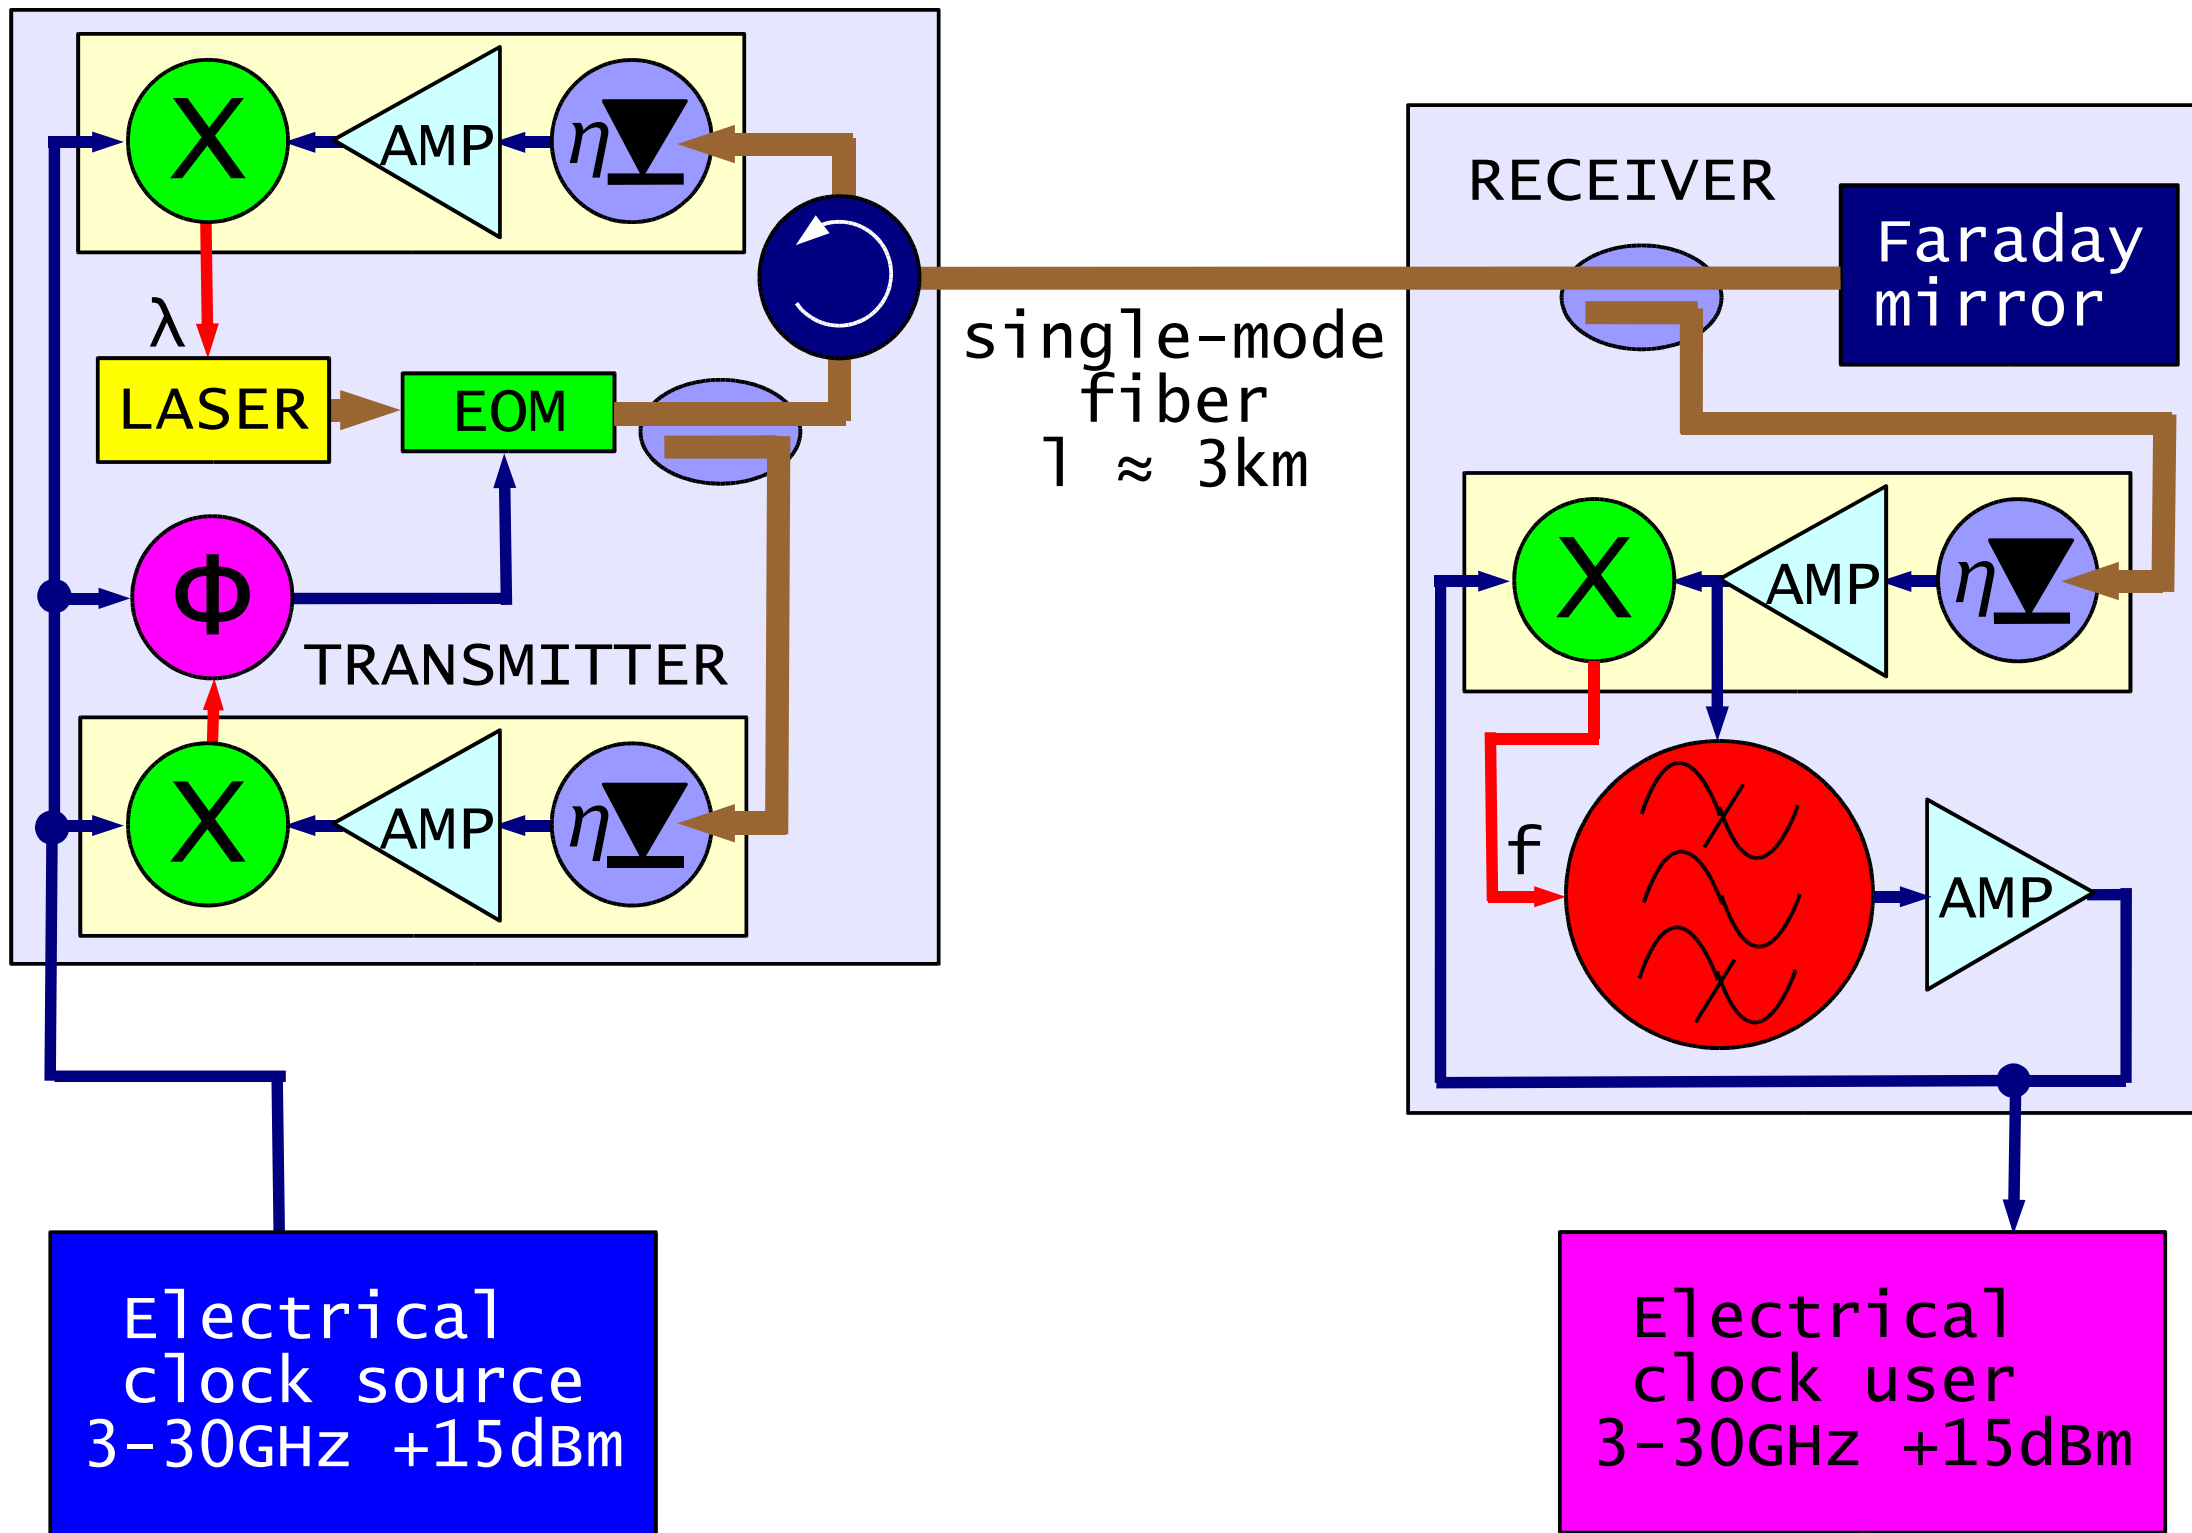 X
AMP
η
λ
LASER
EOM
Φ
TRANSMITTER
X
AMP
η
single-mode
fiber
l ≈ 3km
RECEIVER
Faraday
mirror
X
AMP
η
f
AMP
Electrical
clock source
3-30GHz +15dBm
Electrical
clock user
3-30GHz +15dBm